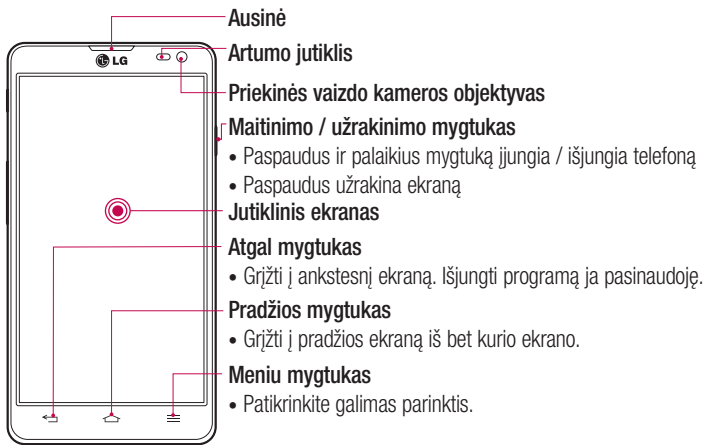 Ausinė
LG
Artumo jutiklis
Priekinės vaizdo kameros objektyvas
Maitinimo / užrakinimo mygtukas
• Paspaudus ir palaikius mygtuką įjungia / išjungia telefoną
• Paspaudus užrakina ekraną
Jutiklinis ekranas
Atgal mygtukas
• Grįžti į ankstesnį ekraną. Išjungti programą ja pasinaudoję.
Pradžios mygtukas
• Grįžti į pradžios ekraną iš bet kurio ekrano.
Meniu mygtukas
• Patikrinkite galimas parinktis.